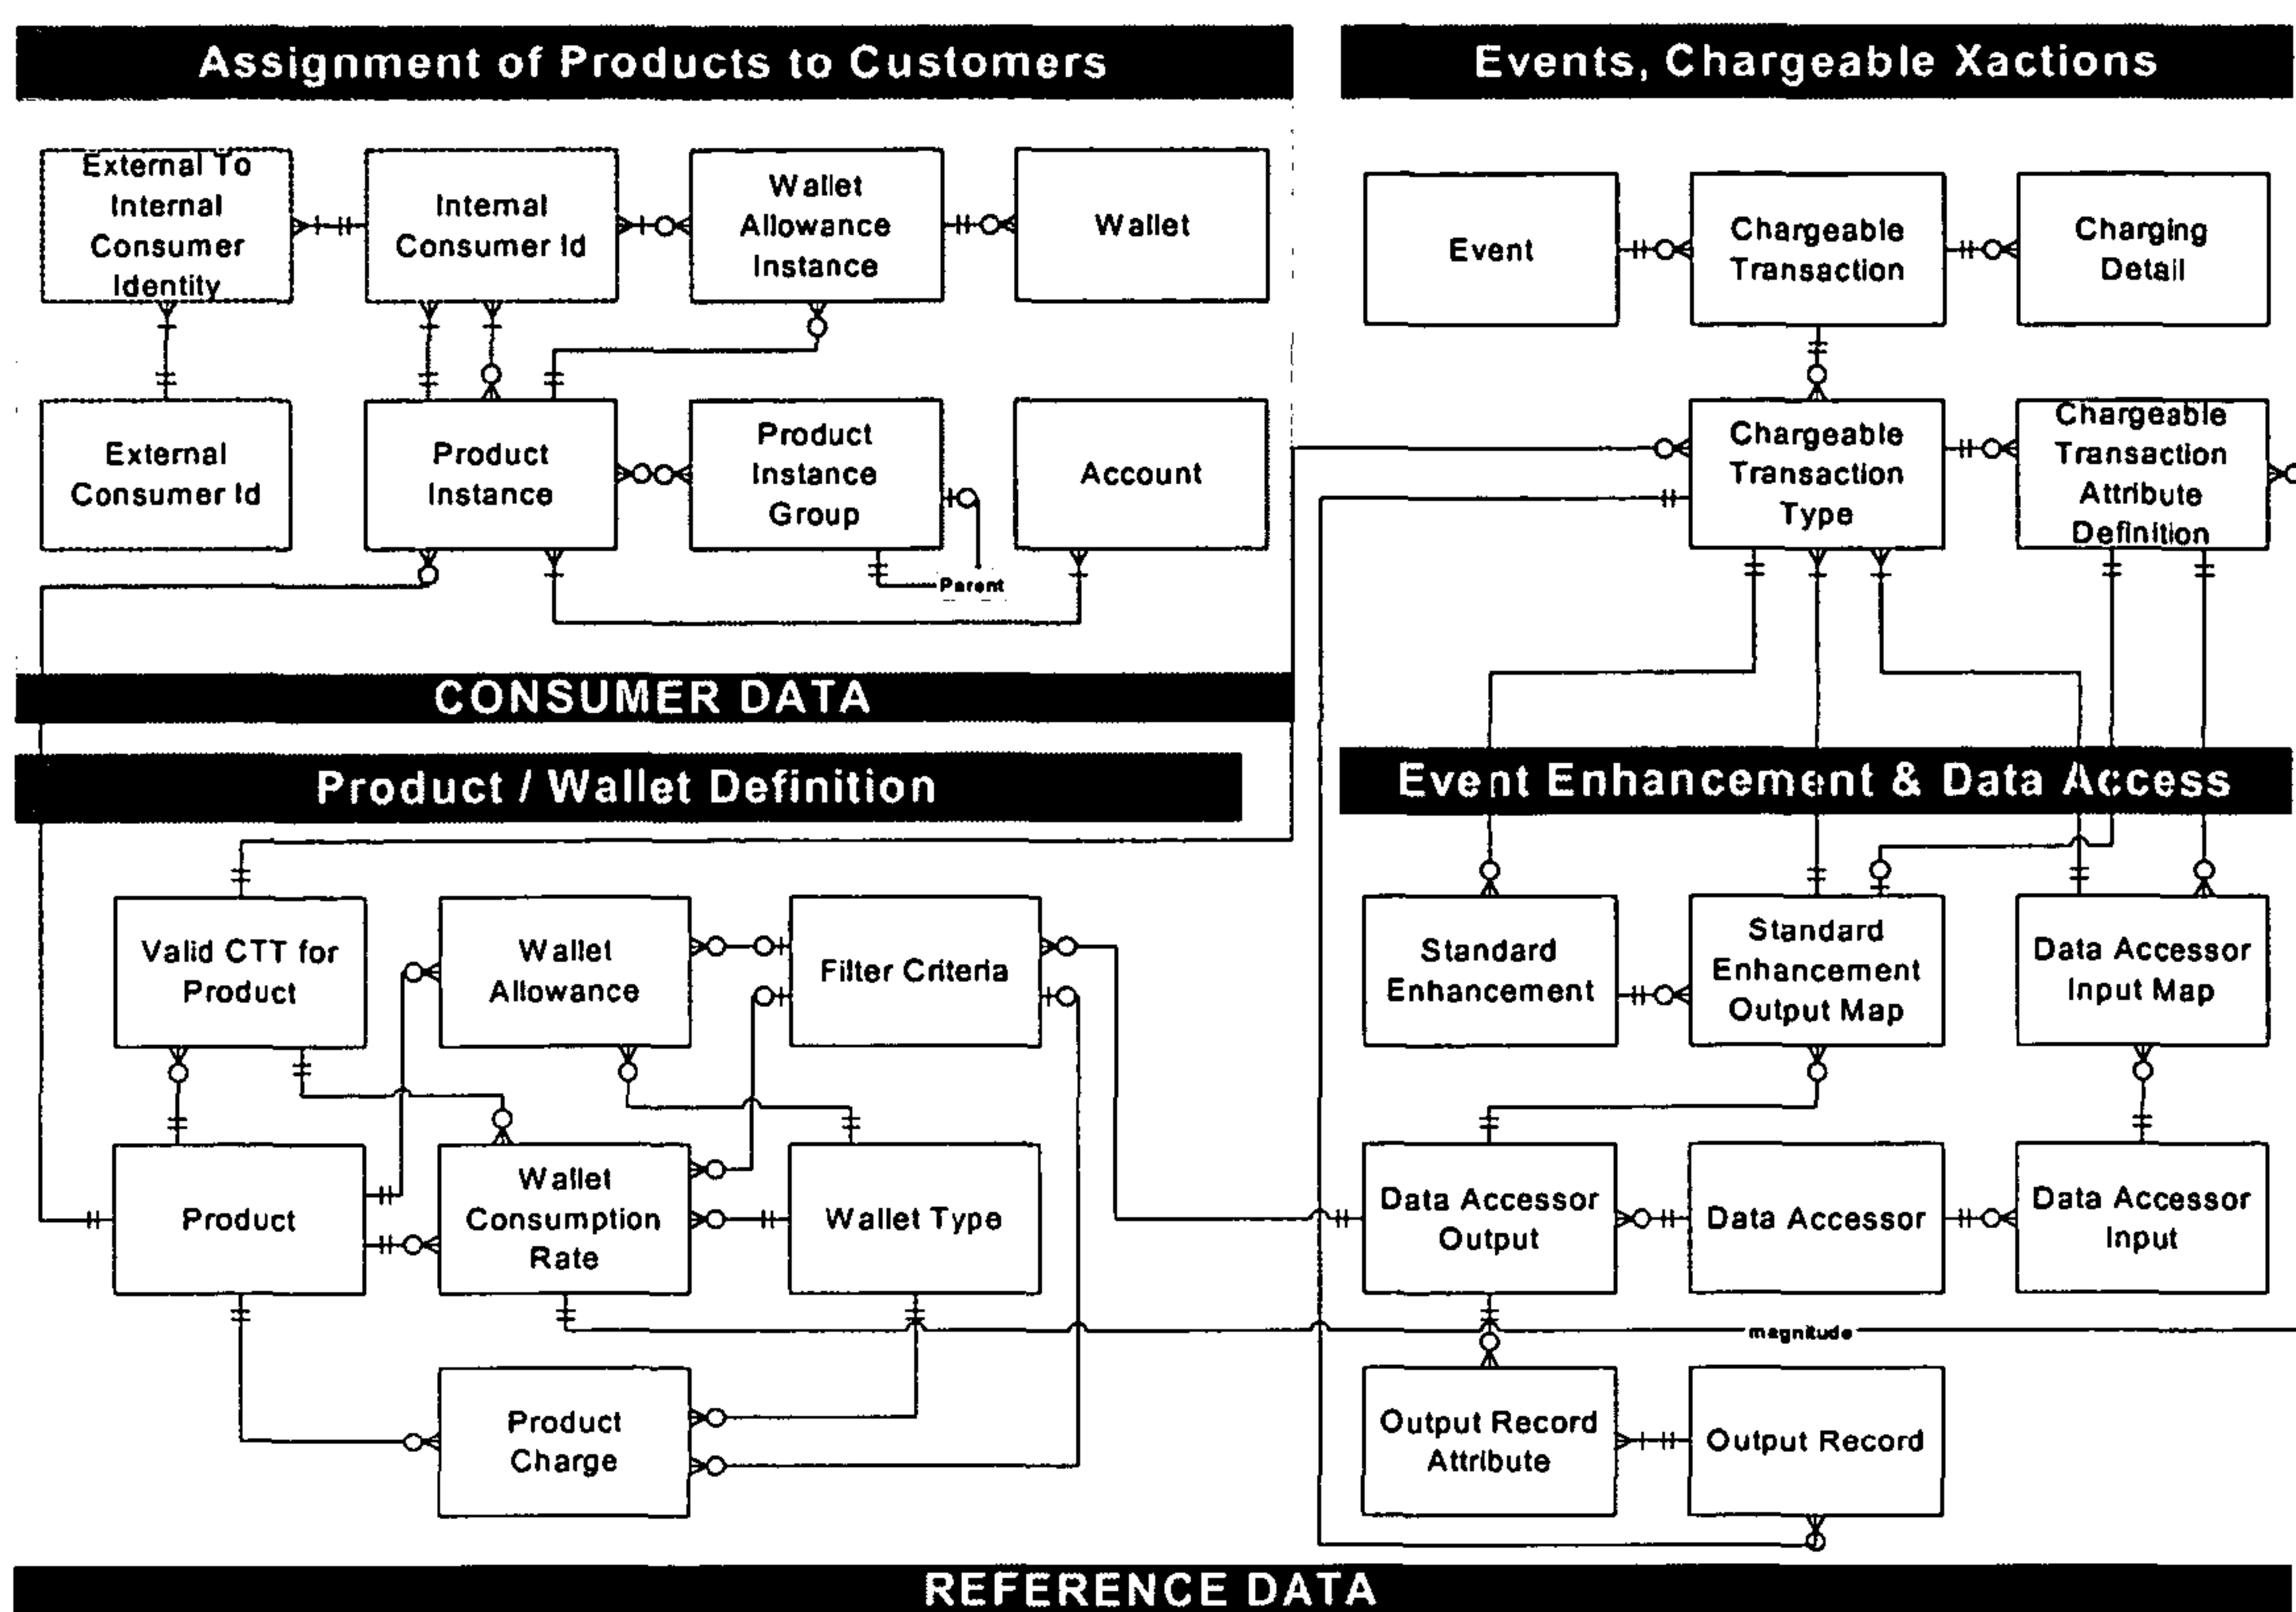 Assignment of Products to Customers
External To
Internal
Consumer
Identity
Internal
Consumer Id
Wallet
Allowance
Instance
Wallet
External
Consumer Id
Product
Instance
Product
Instance
Group
Account
Parent
CONSUMER DATA
Events, Chargeable Xactions
Event
Chargeable
Transaction
Charging
Detail
Chargeable
Transaction
Type
Chargeable
Transaction
Attribute
Definition
Product / Wallet Definition
Valid CTT for
Product
Wallet
Allowance
Filter Criteria
Product
Wallet
Consumption
Rate
Wallet Type
Product
Charge
Event Enhancement & Data Access
Standard
Enhancement
Standard
Enhancement
Output Map
Data Accessor
Input Map
Data Accessor
Output
Data Accessor
Data Accessor
Input
magnitude
Output Record
Attribute
Output Record
REFERENCE DATA